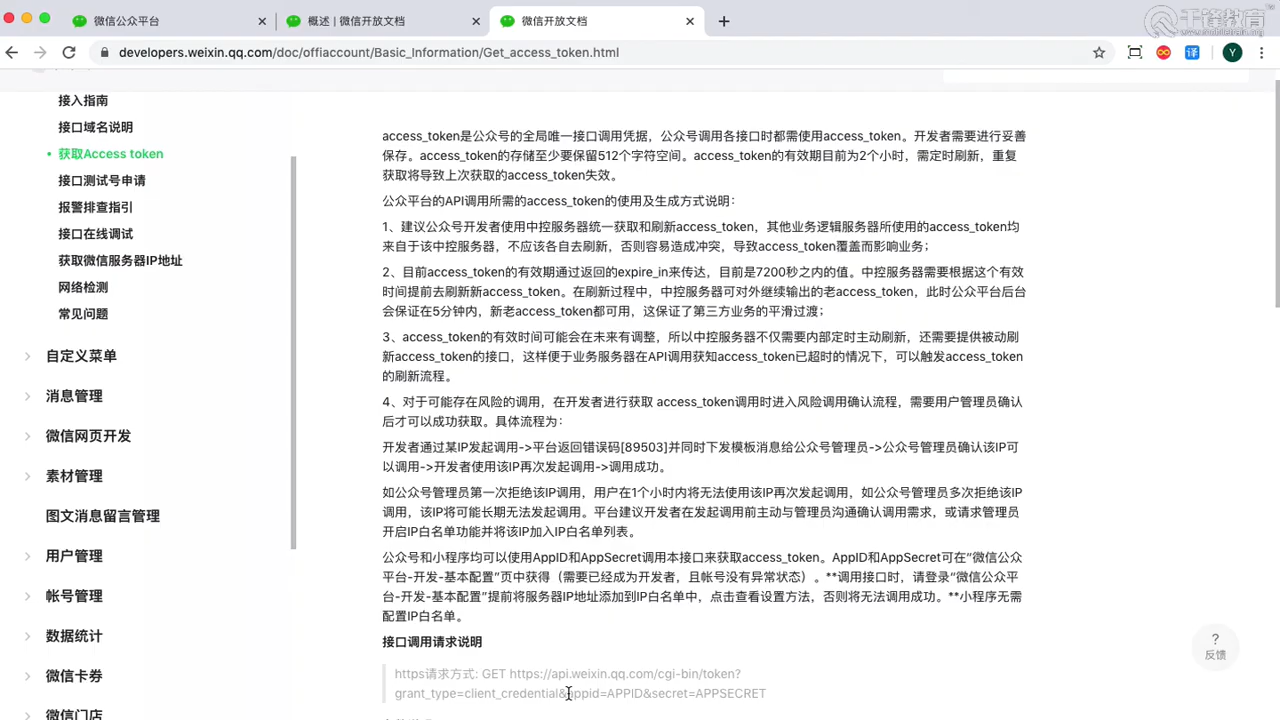 微信公众平台
概述 | 微信开放文档
微信开放文档
千锋教育
www.mobiletrain.org
developers.weixin.qq.com/doc/offiaccount/Basic_Information/Get_access_token.html
译
Y
接入指南
接口域名说明
获取Access token
接口测试号申请
报警排查指引
接口在线调试
获取微信服务器IP地址
网络检测
常见问题
自定义菜单
消息管理
微信网页开发
素材管理
图文消息留言管理
用户管理
帐号管理
数据统计
微信卡券
微信门店
access_token是公众号的全局唯一接口调用凭据，公众号调用各接口时都需使用access_token。开发者需要进行妥善
保存。access_token的存储至少要保留512个字符空间。access_token的有效期目前为2个小时，需定时刷新，重复
获取将导致上次获取的access_token失效。
公众平台的API调用所需的access_token的使用及生成方式说明：
1、建议公众号开发者使用中控服务器统一获取和刷新access_token，其他业务逻辑服务器所使用的access_token均
来自于该中控服务器，不应该各自去刷新，否则容易造成冲突，导致access_token覆盖而影响业务；
2、目前access_token的有效期通过返回的expire_in来传达，目前是7200秒之内的值。中控服务器需要根据这个有效
时间提前去刷新新access_token。在刷新过程中，中控服务器可对外继续输出的老access_token，此时公众平台后台
会保证在5分钟内，新老access_token都可用，这保证了第三方业务的平滑过渡；
3、access_token的有效时间可能会在未来有调整，所以中控服务器不仅需要内部定时主动刷新，还需要提供被动刷
新access_token的接口，这样便于业务服务器在API调用获知access_token已超时的情况下，可以触发access_token
的刷新流程。
4、对于可能存在风险的调用，在开发者进行获取 access_token调用时进入风险调用确认流程，需要用户管理员确认
后才可以成功获取。具体流程为：
开发者通过某IP发起调用->平台返回错误码[89503]并同时下发模板消息给公众号管理员->公众号管理员确认该IP可
以调用->开发者使用该IP再次发起调用->调用成功。
如公众号管理员第一次拒绝该IP调用，用户在1个小时内将无法使用该IP再次发起调用，如公众号管理员多次拒绝该IP
调用，该IP将可能长期无法发起调用。平台建议开发者在发起调用前主动与管理员沟通确认调用需求，或请求管理员
开启IP白名单功能并将该IP加入IP白名单列表。
公众号和小程序均可以使用AppID和AppSecret调用本接口来获取access_token。AppID和AppSecret可在“微信公众
平台-开发-基本配置”页中获得（需要已经成为开发者，且帐号没有异常状态）。**调用接口时，请登录“微信公众平
台-开发-基本配置”提前将服务器IP地址添加到IP白名单中，点击查看设置方法，否则将无法调用成功。**小程序无需
配置IP白名单。
接口调用请求说明
https请求方式: GET https://api.weixin.qq.com/cgi-bin/token?
grant_type=client_credential&appid=APPID&secret=APPSECRET
?
反馈